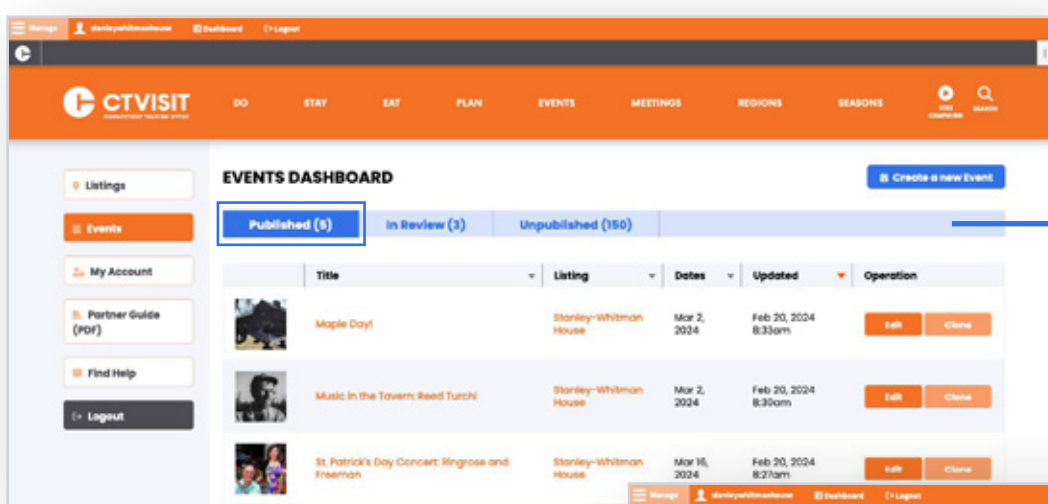 Manage stanleywhitmanhouse Dashboard Logout
CTVISIT
DO STAY EAT PLAN EVENTS MEETINGS REGIONS SEASONS SEARCH
Listings
Events
My Account
Partner Guide
(PDF)
Find Help
Logout
EVENTS DASHBOARD
Create a new Event
Published (5) In Review (3) Unpublished (150)
Title Listing Dates Updated Operation
Maple Day! Stanley-Whitman House Mar 2, 2024 Feb 20, 2024 8:33am Edit Clone
Music in the Tavern: Reed Turchi Stanley-Whitman House Mar 2, 2024 Feb 20, 2024 8:30am Edit Clone
St. Patrick's Day Concert: Ringrose and Freeman Stanley-Whitman House Mar 16, 2024 Feb 20, 2024 8:27am Edit Clone
Manage stanleywhitmanhouse Dashboard Logout